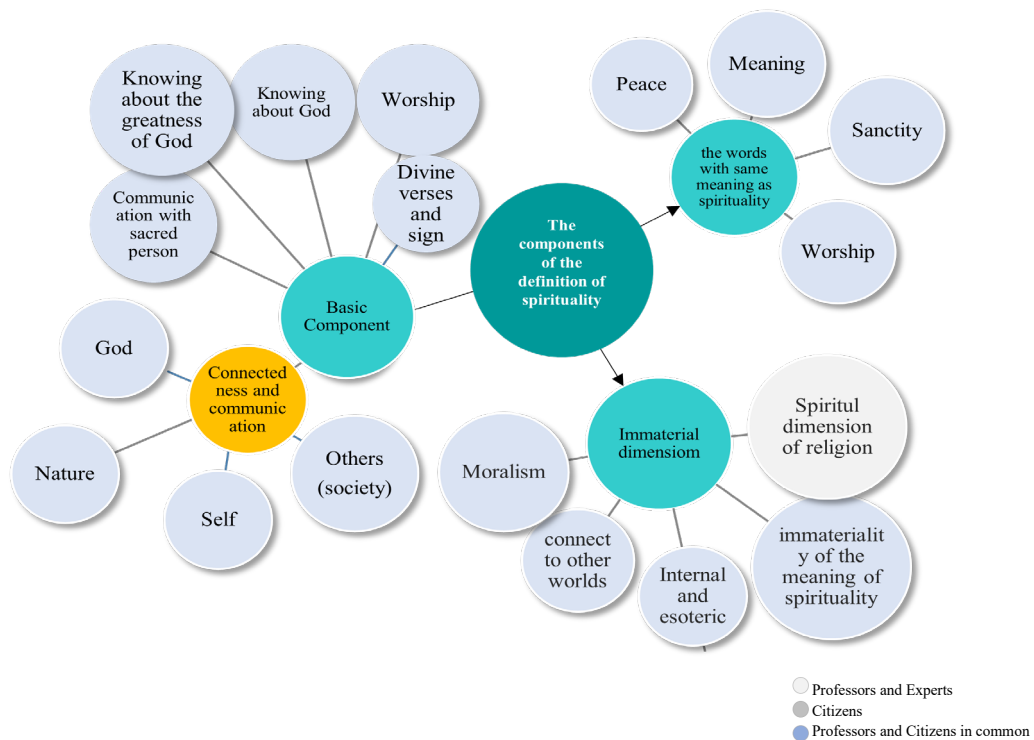 Knowing
about the
greatness
of God
Knowing
about God
Worship
Communic
ation with
sacred
person
Divine
verses
and
sign
Basic
Component
God
Connected
ness and
communic
ation
Nature
Self
Others
(society)
The
components
of the
definition of
spirituality
Peace
Meaning
Sanctity
the words
with same
meaning as
spirituality
Worship
Immaterial
dimensiom
Spiritul
dimension
of religion
Moralism
connect
to other
worlds
Internal
and
esoteric
immaterialit
y of the
meaning of
spirituality
Professors and Experts
Citizens
Professors and Citizens in common